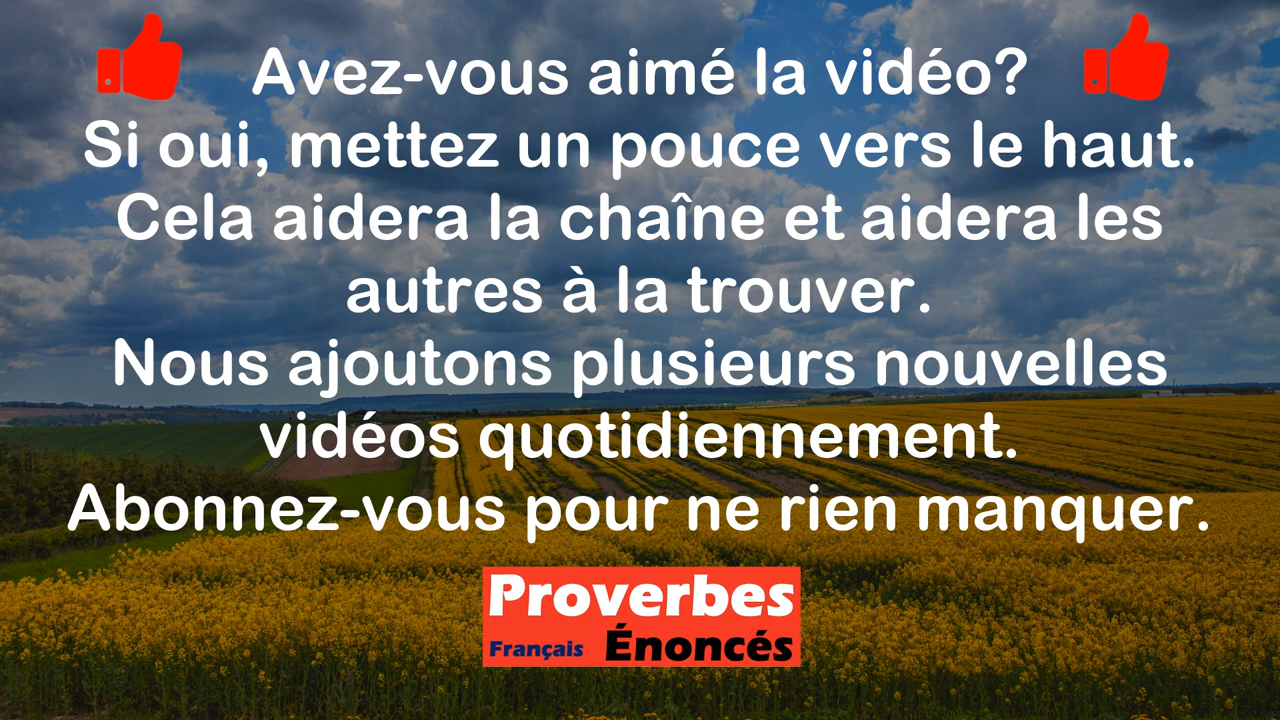 Avez-vous aimé la vidéo?
Si oui, mettez un pouce vers le haut.
Cela aidera la chaîne et aidera les
autres à la trouver.
Nous ajoutons plusieurs nouvelles
vidéos quotidiennement.
Abonnez-vous pour ne rien manquer.
Proverbes
Français Énoncés